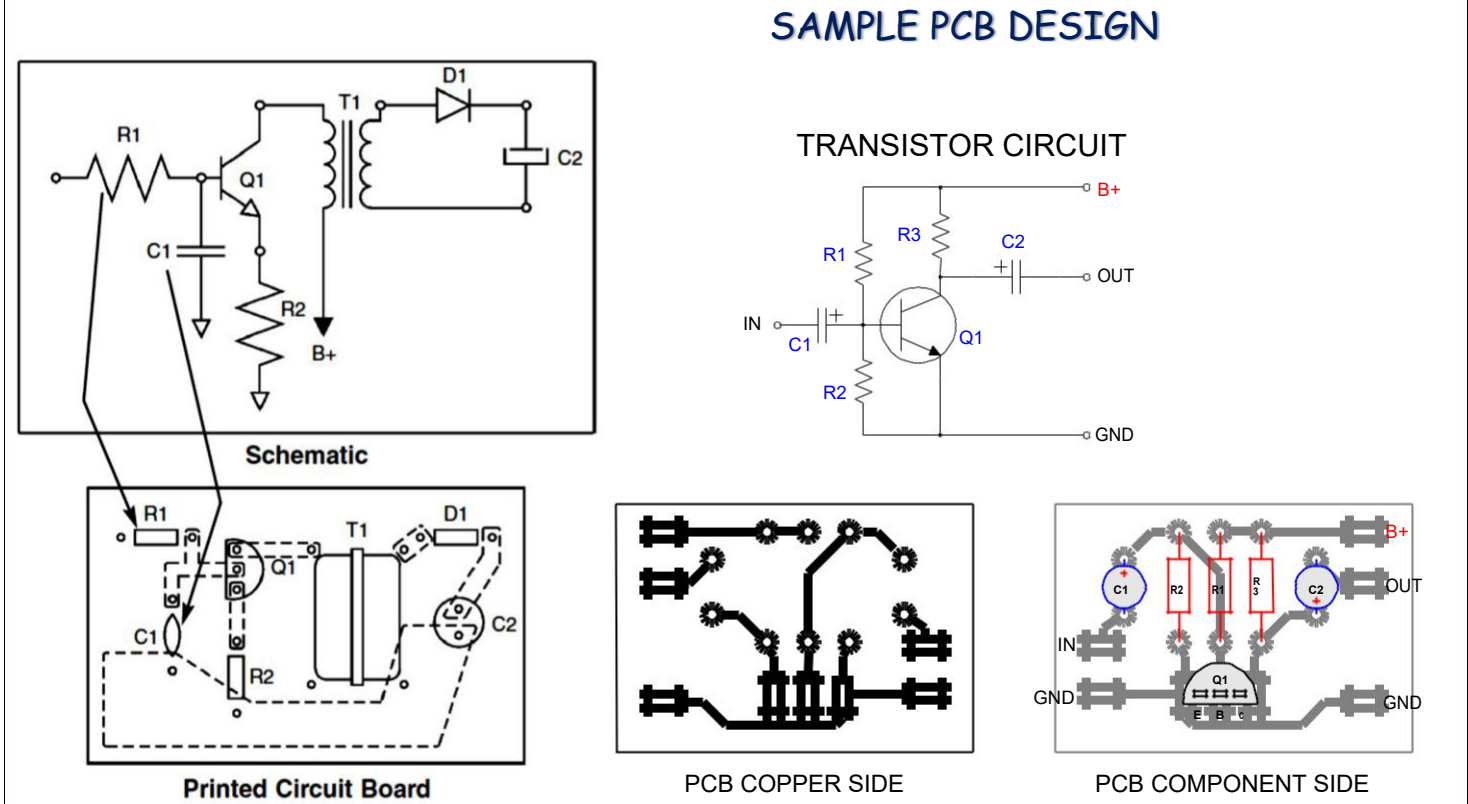 SAMPLE PCB DESIGN
D1
T1
R1
C2
Q1
C1
R2
B+
Schematic
R1
T1
D1
Q1
C1
C2
R2
Printed Circuit Board
TRANSISTOR CIRCUIT
B+
R3
C2
R1
OUT
IN
+
+
C1
Q1
R2
GND
PCB COPPER SIDE
B+
+
C1
R2
R1
R
3
C2
+
OUT
IN
Q1
GND
GND
E B C
PCB COMPONENT SIDE